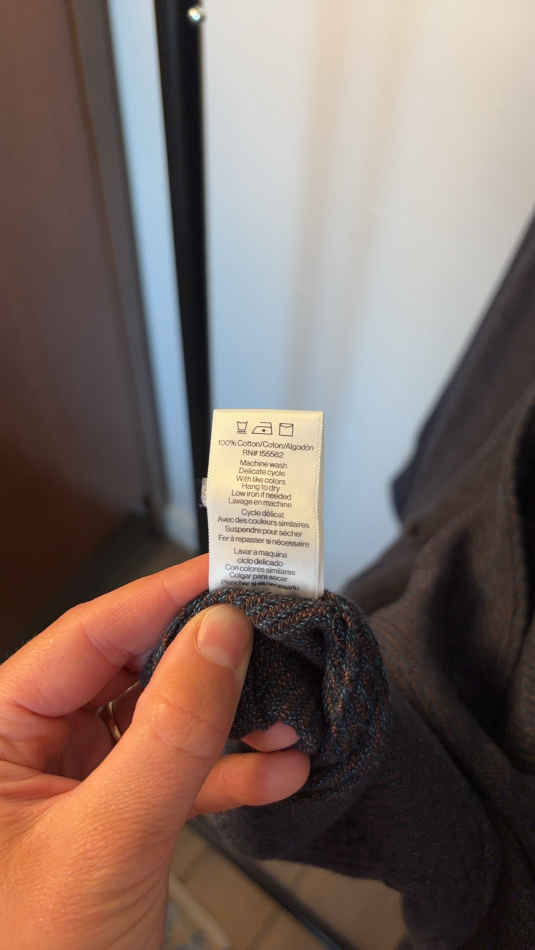 100% Cotton/Coton/Algodón
RN# 155562
Machine wash
Delicate cycle
With like colors
Hang to dry
Low iron if needed
Lavage en machine
Cycle délicat
Avec des couleurs similaires
Suspendre pour sécher
Fer à repasser si nécessaire
Lavar a maquina
ciclo delicado
Con colores similares
Colgar para secar